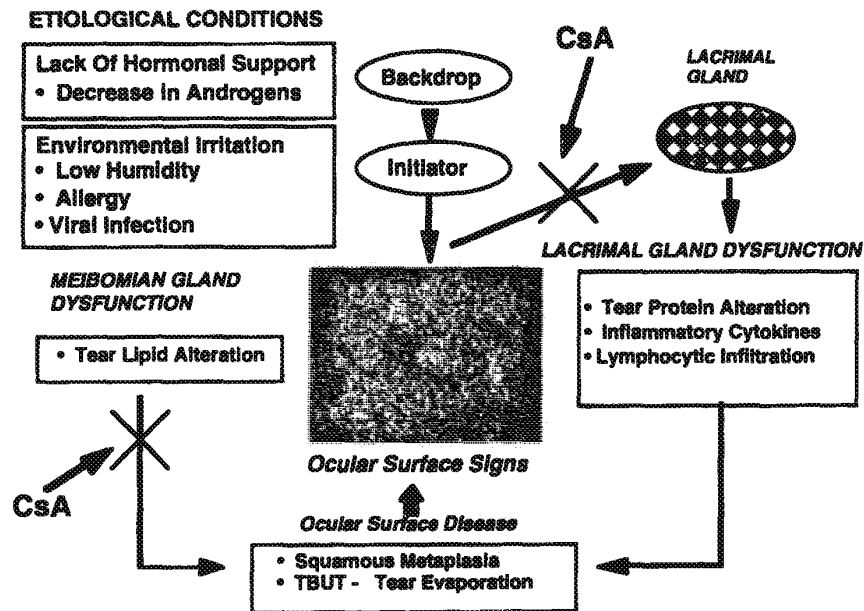 ETIOLOGICAL CONDITIONS
Lack Of Hormonal Support
• Decrease in Androgens
Environmental Irritation
• Low Humidity
• Allergy
• Viral Infection
Backdrop
Initiator
CsA
LACRIMAL
GLAND
LACRIMAL GLAND DYSFUNCTION
• Tear Protein Alteration
• Inflammatory Cytokines
• Lymphocytic Infiltration
MEIBOMIAN GLAND
DYSFUNCTION
• Tear Lipid Alteration
CsA
Ocular Surface Signs
Ocular Surface Disease
• Squamous Metaplasia
• TBUT - Tear Evaporation